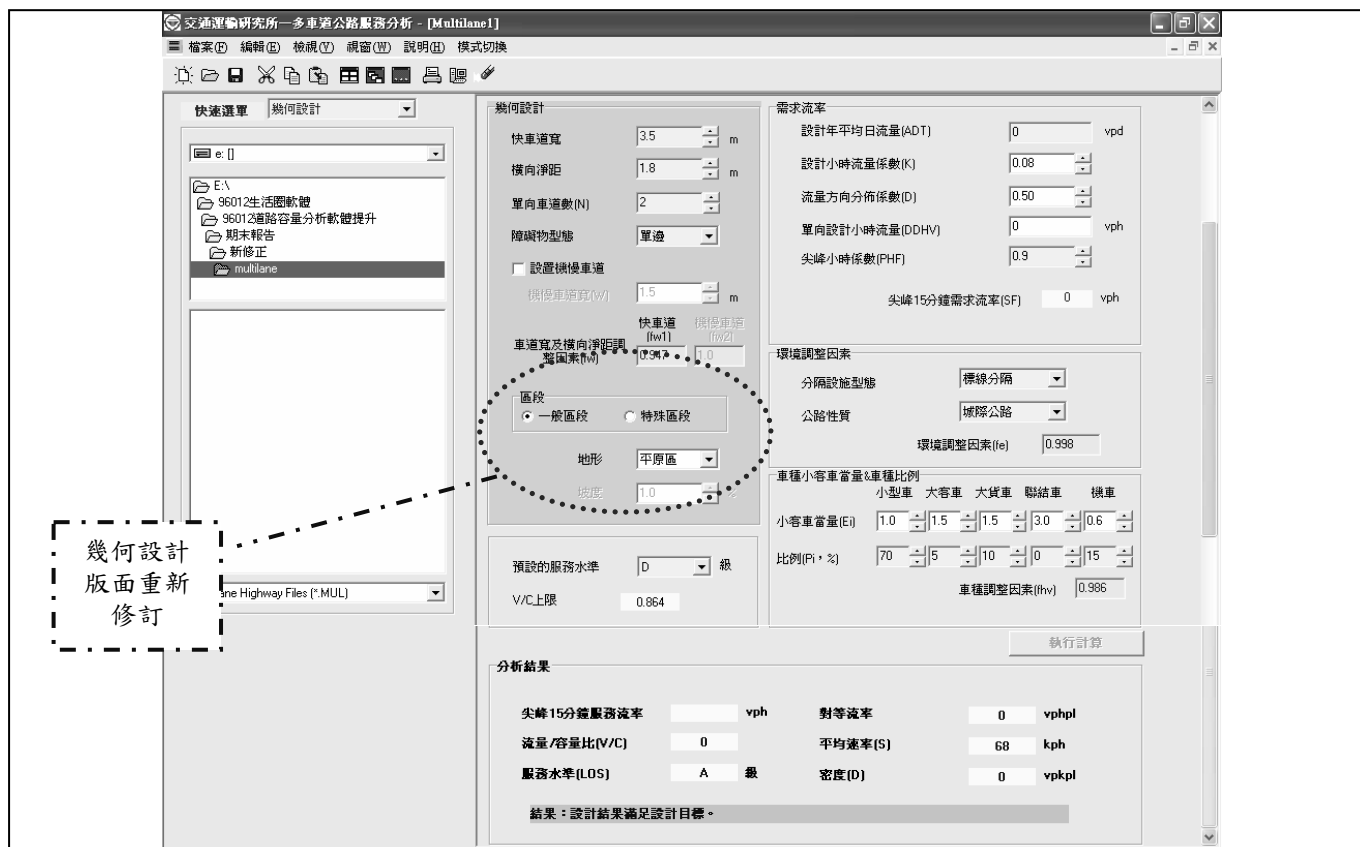 交通運輸研究所—多車道公路服務分析 - [Multilane1]
檔案(F) 編輯(E) 檢視(V) 視窗(W) 說明(H) 模式切換
快速選單 幾何設計
e: []
E:\
96012生活圈軟體
96012道路容量分析軟體提升
期末報告
新修正
multilane
ane Highway Files (*.MUL)
幾何設計
版面重新
修訂
幾何設計
快車道寬 3.5 m
橫向淨距 1.8 m
單向車道數(N) 2
障礙物型態 單邊
設置機慢車道
機慢車道寬(W) 1.5 m
快車道 機慢車道
(fw1) (fw2)
車道寬及橫向淨距調
整因素(fw) 0.947 1.0
區段
一般區段 特殊區段
地形 平原區
坡度 1.0 %
預設的服務水準 D 級
V/C上限 0.864
需求流率
設計年平均日流量(ADT) 0 vpd
設計小時流量係數(K) 0.08
流量方向分佈係數(D) 0.50
單向設計小時流量(DDHV) 0 vph
尖峰小時係數(PHF) 0.9
尖峰15分鐘需求流率(SF) 0 vph
環境調整因素
分隔設施型態 標線分隔
公路性質 城際公路
環境調整因素(fe) 0.998
車種小客車當量&車種比例
小型車 大客車 大貨車 聯結車 機車
小客車當量(Ei) 1.0 1.5 1.5 3.0 0.6
比例(Pi,%) 70 5 10 0 15
車種調整因素(fhv) 0.986
執行計算
分析結果
尖峰15分鐘服務流率 vph 對等流率 0 vphpl
流量/容量比(V/C) 0 平均速率(S) 68 kph
服務水準(LOS) A 級 密度(D) 0 vpkpl
結果：設計結果滿足設計目標。